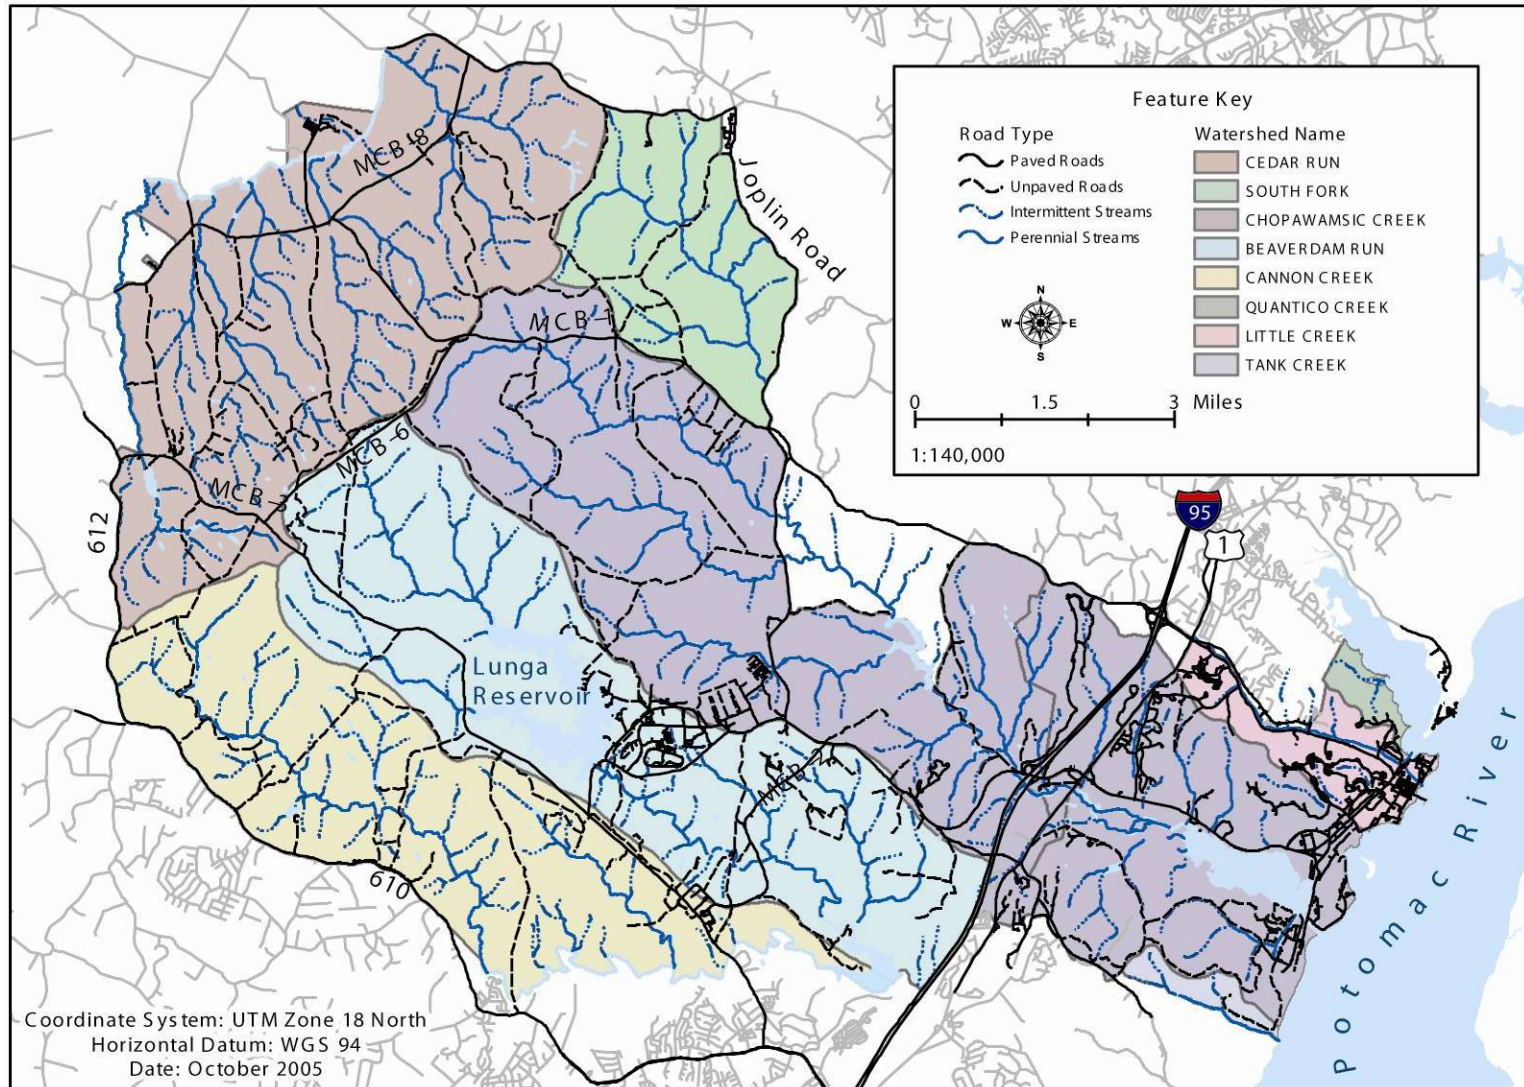 Feature Key
Road Type
Paved Roads
Unpaved Roads
Intermittent Streams
Perennial Streams
Watershed Name
CEDAR RUN
SOUTH FORK
CHOPAWAMSIC CREEK
BEAVERDAM RUN
CANNON CREEK
QUANTICO CREEK
LITTLE CREEK
TANK CREEK
N
W
E
S
0 1.5 3 Miles
1:140,000
MCB-8
Joplin Road
MCB-1
MCB-6
MCB-3
612
95
1
Lunga
Reservoir
MCB-2
610
Potomac River
Coordinate System: UTM Zone 18 North
Horizontal Datum: WGS 94
Date: October 2005